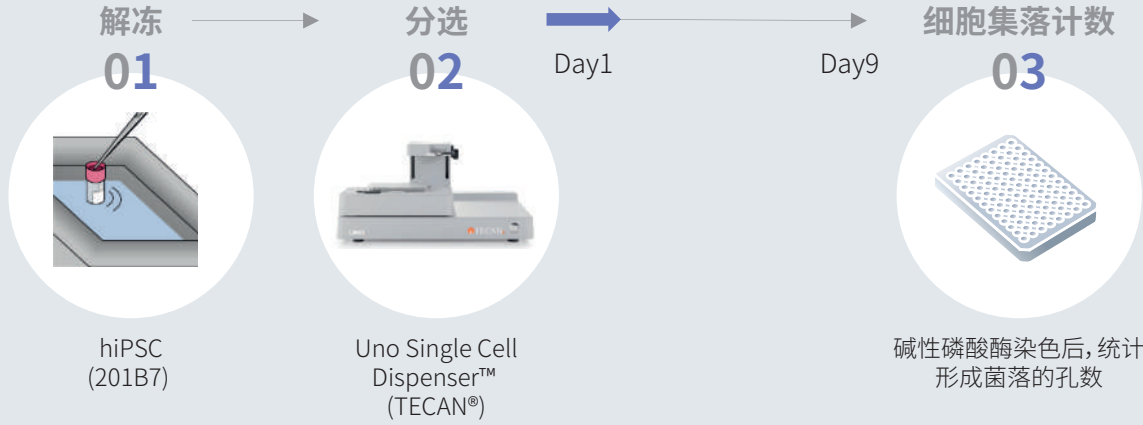 解冻
分选
细胞集落计数
01
02
Day1
Day9
03
TECAN
hiPSC
(201B7)
Uno Single Cell
Dispenser™
(TECAN®)
碱性磷酸酶染色后，统计
形成菌落的孔数